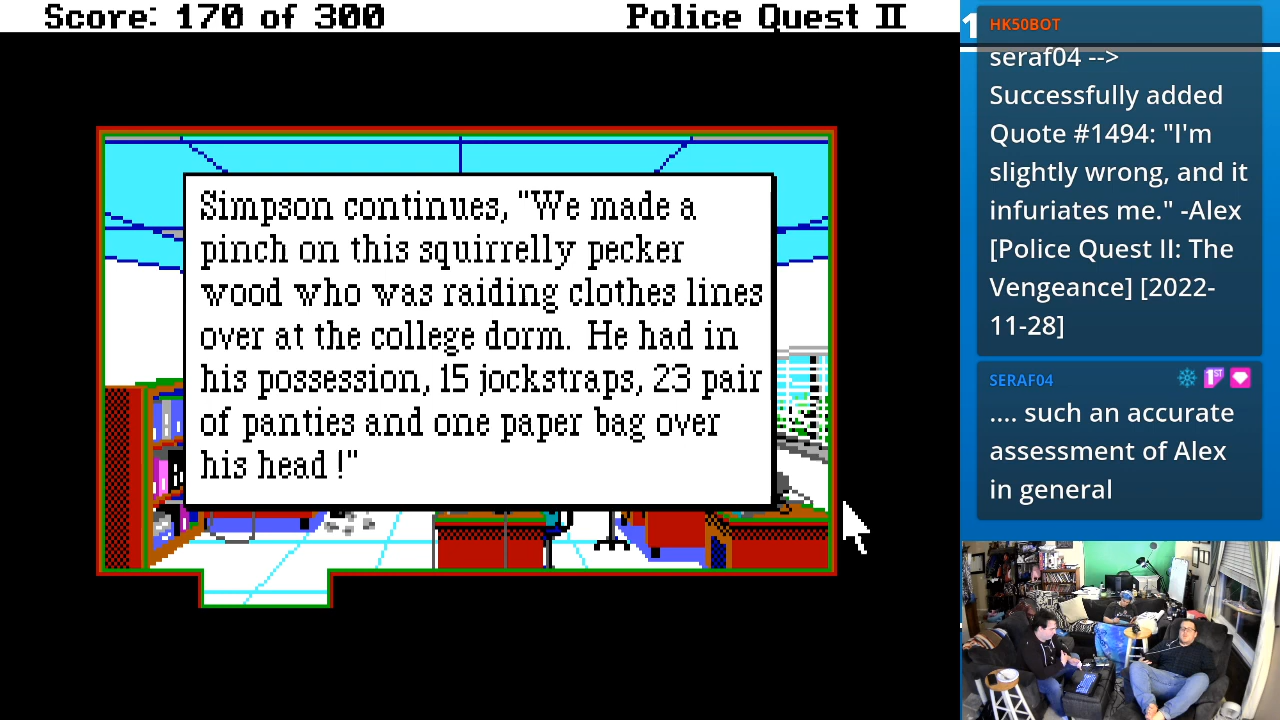 Score: 170 of 300
Police Quest II
Simpson continues, "We made a
pinch on this squirrelly pecker
wood who was raiding clothes lines
over at the college dorm. He had in
his possession, 15 jockstraps, 23 pair
of panties and one paper bag over
his head !"
1
HK50BOT
seraf04 -->
Successfully added
Quote #1494: "I'm
slightly wrong, and it
infuriates me." -Alex
[Police Quest II: The
Vengeance] [2022-
11-28]
SERAF04
1ST
.... such an accurate
assessment of Alex
in general